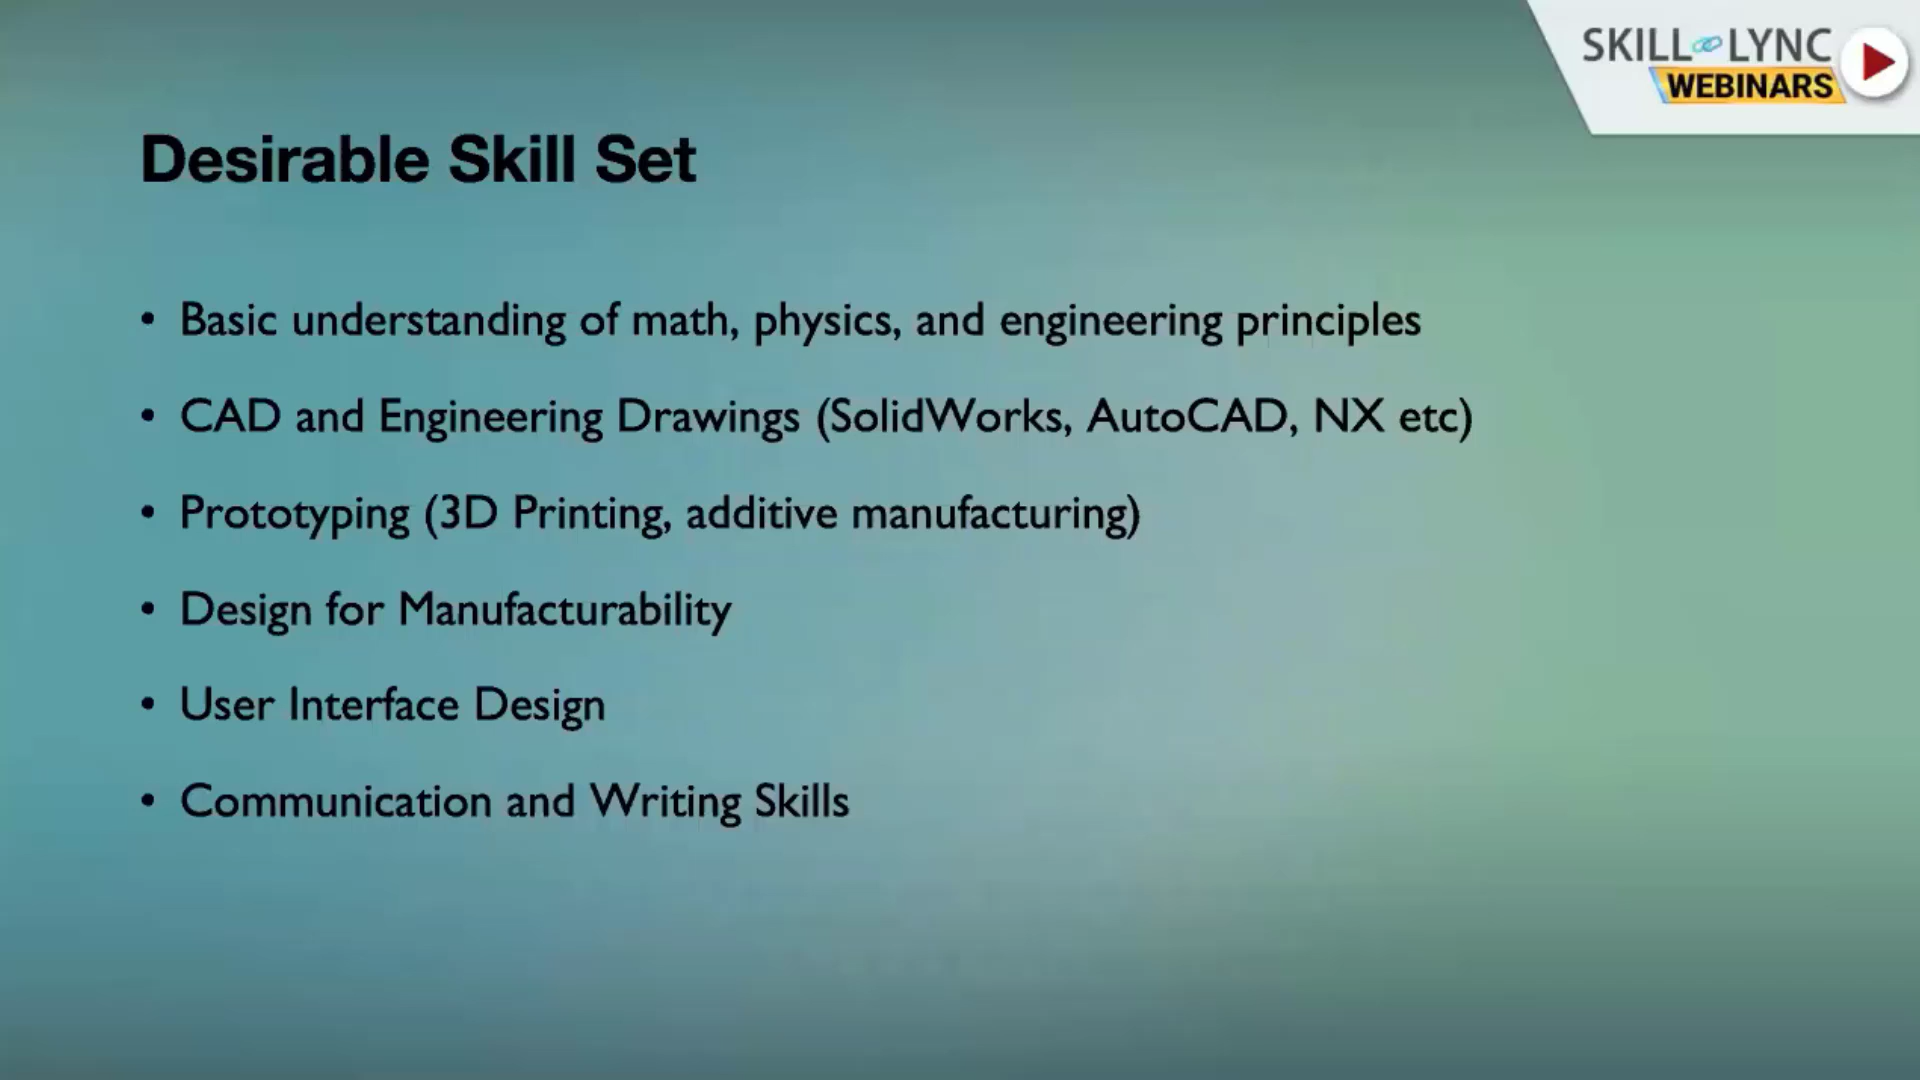 SKILL LYNC
WEBINARS
Desirable Skill Set
• Basic understanding of math, physics, and engineering principles
• CAD and Engineering Drawings (SolidWorks, AutoCAD, NX etc)
• Prototyping (3D Printing, additive manufacturing)
• Design for Manufacturability
• User Interface Design
• Communication and Writing Skills